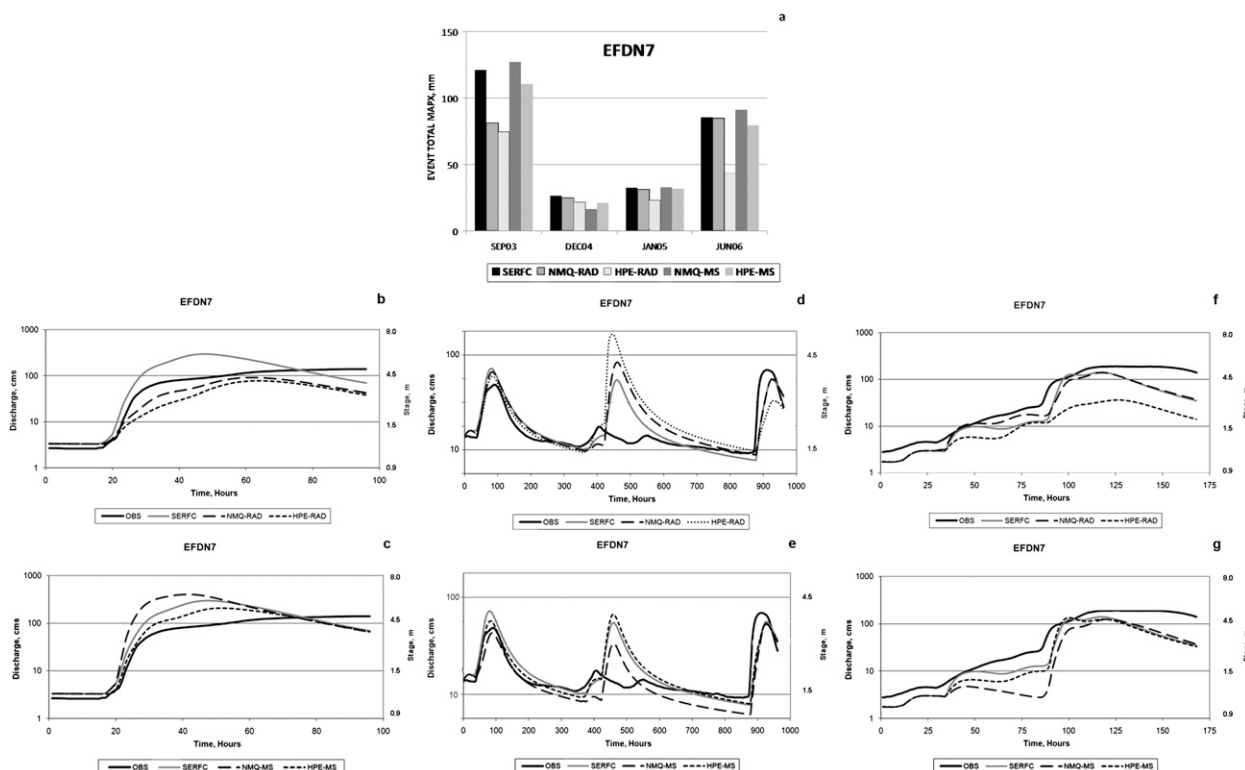 a
EFDN7
EVENT TOTAL MAPX, mm
150
100
50
0
SEP03 DEC04 JAN05 JUN06
SERFC NMQ-RAD HPE-RAD NMQ-MS HPE-MS
b
EFDN7
Discharge, cms
1000
100
10
1
8.0
4.5
1.5
0.9
Stage, m
0 20 40 60 80 100
Time, Hours
OBS SERFC NMQ-RAD HPE-RAD
d
EFDN7
Discharge, cms
100
10
4.5
1.5
Stage, m
0 100 200 300 400 500 600 700 800 900 1000
Time, Hours
OBS SERFC NMQ-RAD HPE-RAD
f
EFDN7
Discharge, cms
1000
100
10
1
8.0
4.5
1.5
0.9
Stage, m
0 25 50 75 100 125 150 175
Time, Hours
OBS SERFC NMQ-RAD HPE-RAD
c
EFDN7
Discharge, cms
1000
100
10
1
8.0
4.5
1.5
0.9
Stage, m
0 20 40 60 80 100
Time, Hours
OBS SERFC NMQ-MS HPE-MS
e
EFDN7
Discharge, cms
100
10
4.5
1.5
Stage, m
0 100 200 300 400 500 600 700 800 900 1000
Time, Hours
OBS SERFC NMQ-MS HPE-MS
g
EFDN7
Discharge, cms
1000
100
10
1
8.0
4.5
1.5
0.9
Stage, m
0 25 50 75 100 125 150 175
Time, Hours
OBS SERFC NMQ-MS HPE-MS